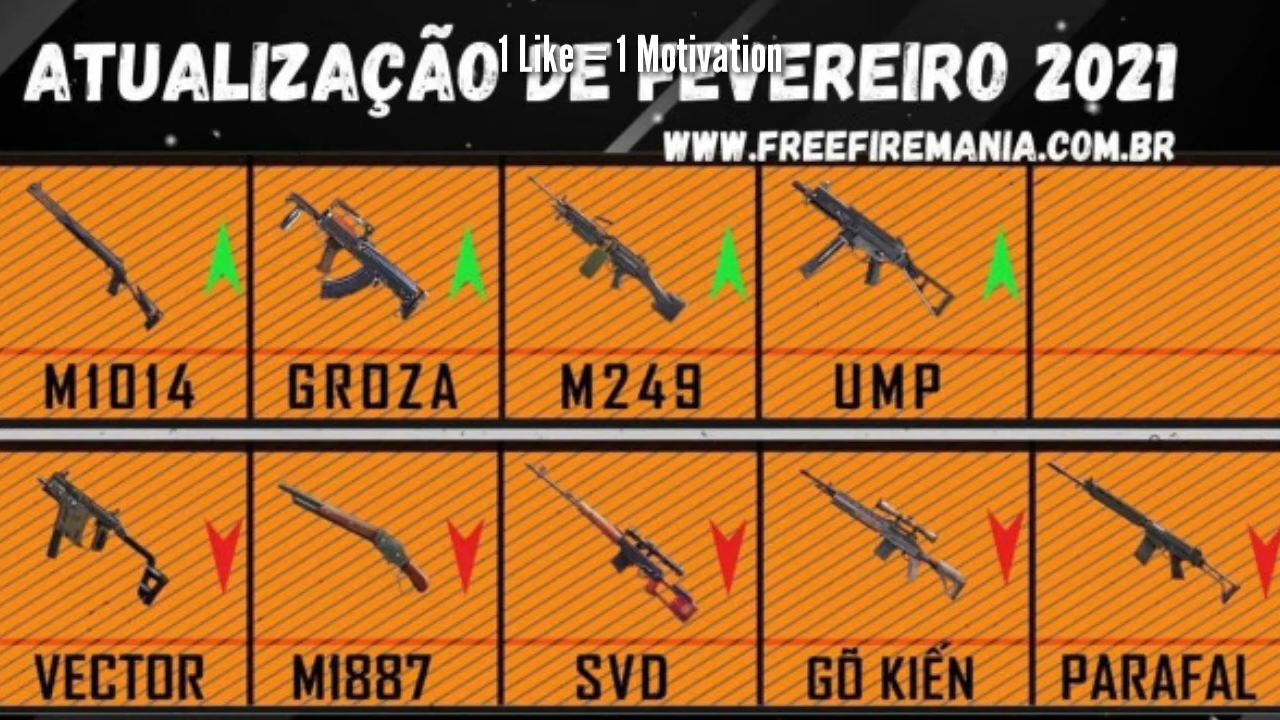 ATUALIZAÇÃO DE FEVEREIRO 2021
1 Like = 1 Motivation
WWW.FREEFIREMANIA.COM.BR
M1014 GROZA M249 UMP
VECTOR M1887 SVD GÕ KIẾN PARAFAL